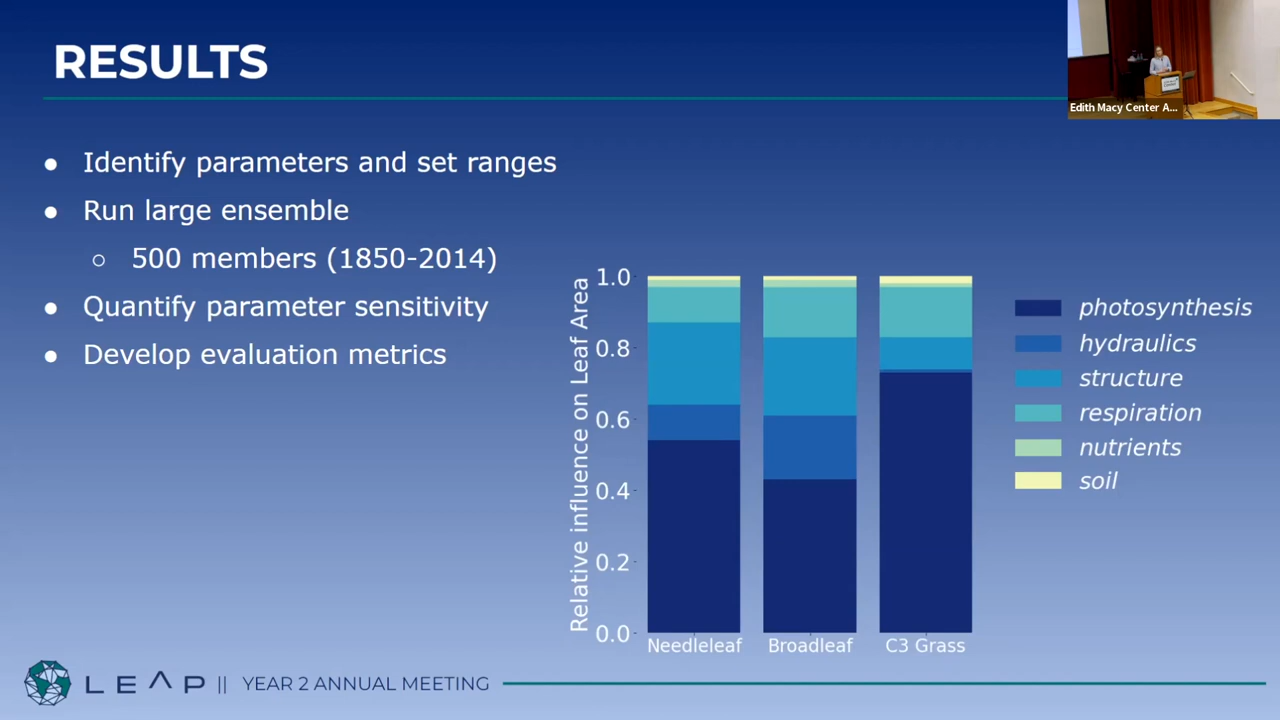 RESULTS
Edith Macy Center A...
● Identify parameters and set ranges
● Run large ensemble
○ 500 members (1850-2014)
● Quantify parameter sensitivity
● Develop evaluation metrics
Relative influence on Leaf Area
1.0
0.8
0.6
0.4
0.2
0.0
Needleleaf Broadleaf C3 Grass
photosynthesis
hydraulics
structure
respiration
nutrients
soil
LEAP || YEAR 2 ANNUAL MEETING